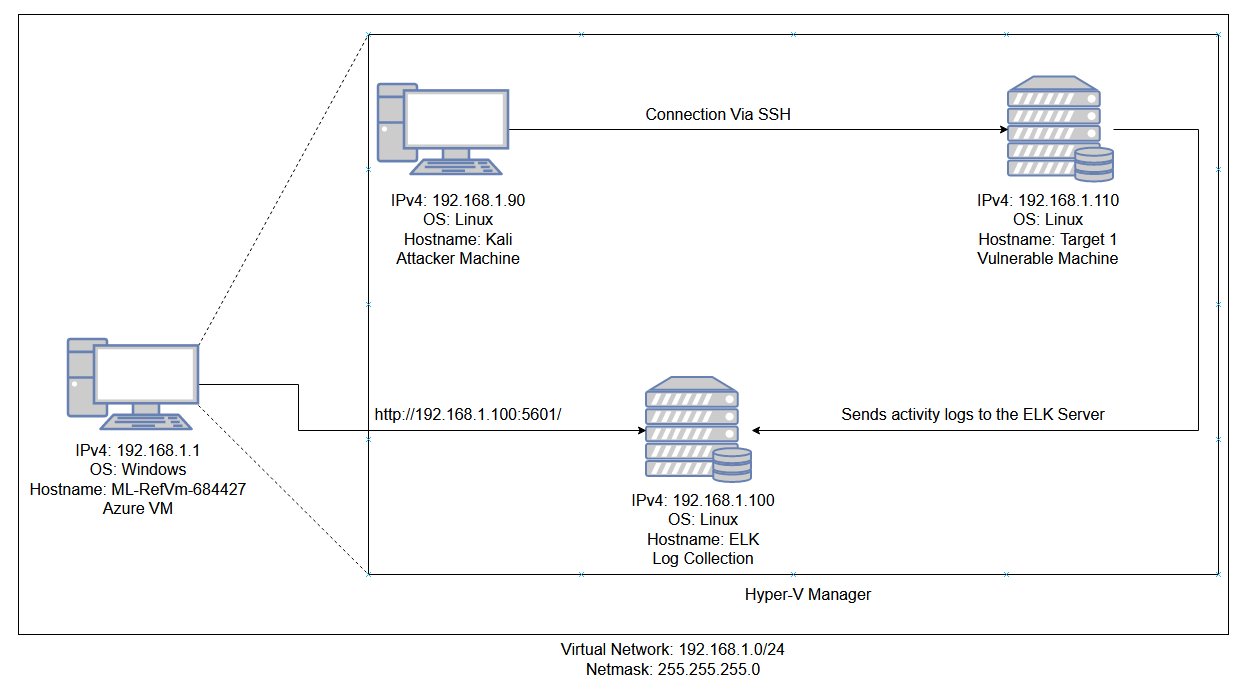 Connection Via SSH
IPv4: 192.168.1.90
OS: Linux
Hostname: Kali
Attacker Machine
IPv4: 192.168.1.110
OS: Linux
Hostname: Target 1
Vulnerable Machine
http://192.168.1.100:5601/
Sends activity logs to the ELK Server
IPv4: 192.168.1.1
OS: Windows
Hostname: ML-RefVm-684427
Azure VM
IPv4: 192.168.1.100
OS: Linux
Hostname: ELK
Log Collection
Hyper-V Manager
Virtual Network: 192.168.1.0/24
Netmask: 255.255.255.0